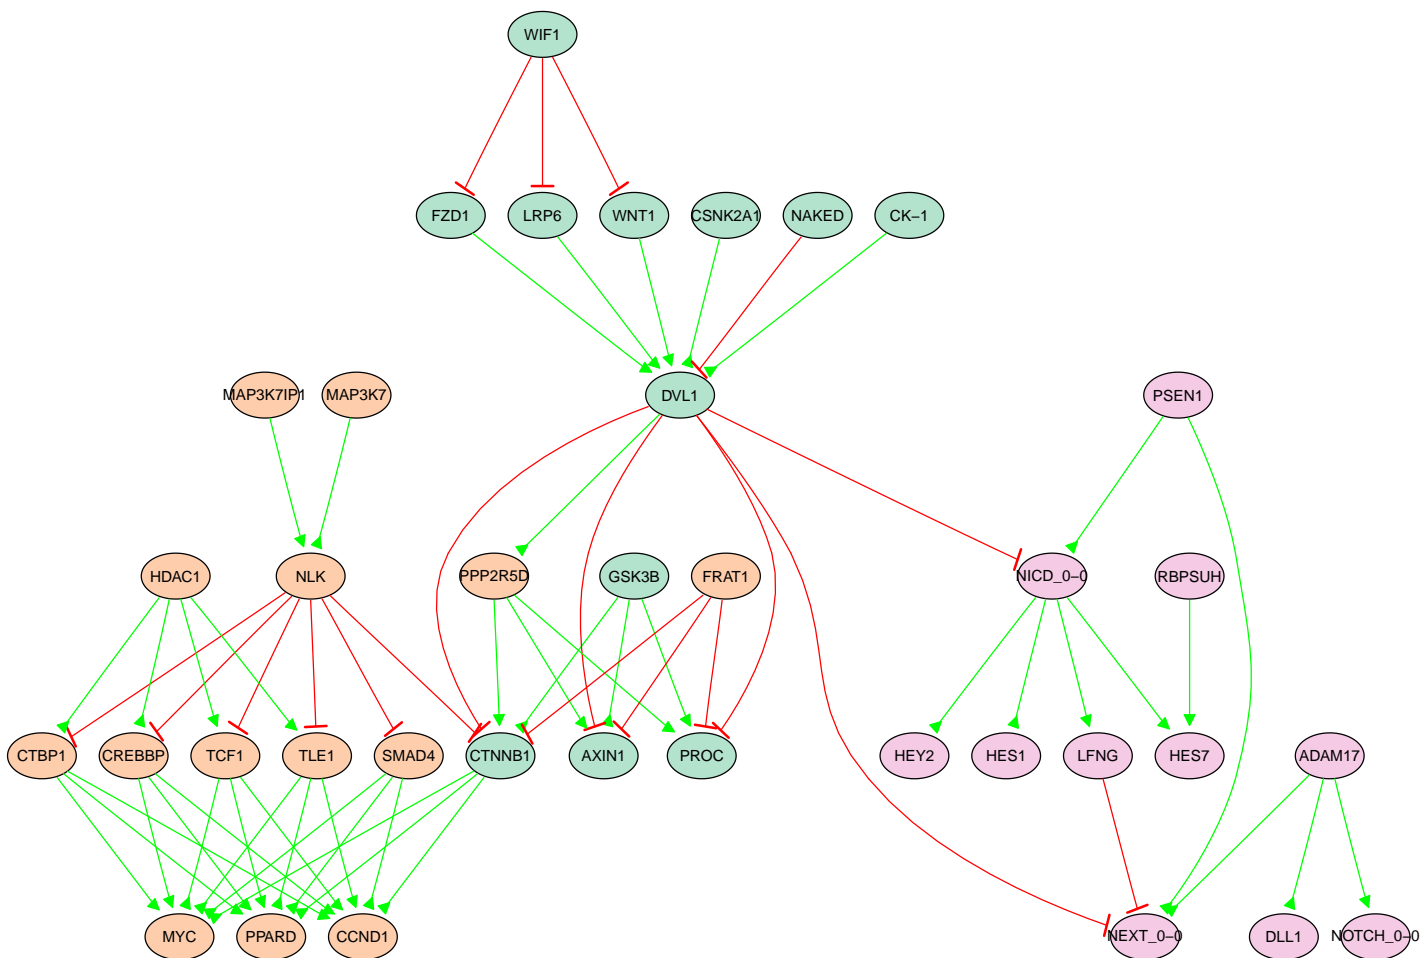 WIF1
FZD1
LRP6
WNT1
CSNK2A1
NAKED
CK−1
MAP3K7IP1
MAP3K7
DVL1
PSEN1
HDAC1
NLK
PPP2R5D
GSK3B
FRAT1
NICD_0−0
RBPSUH
CTBP1
CREBBP
TCF1
TLE1
SMAD4
CTNNB1
AXIN1
PROC
HEY2
HES1
LFNG
HES7
ADAM17
MYC
PPARD
CCND1
NEXT_0−0
DLL1
NOTCH_0−0